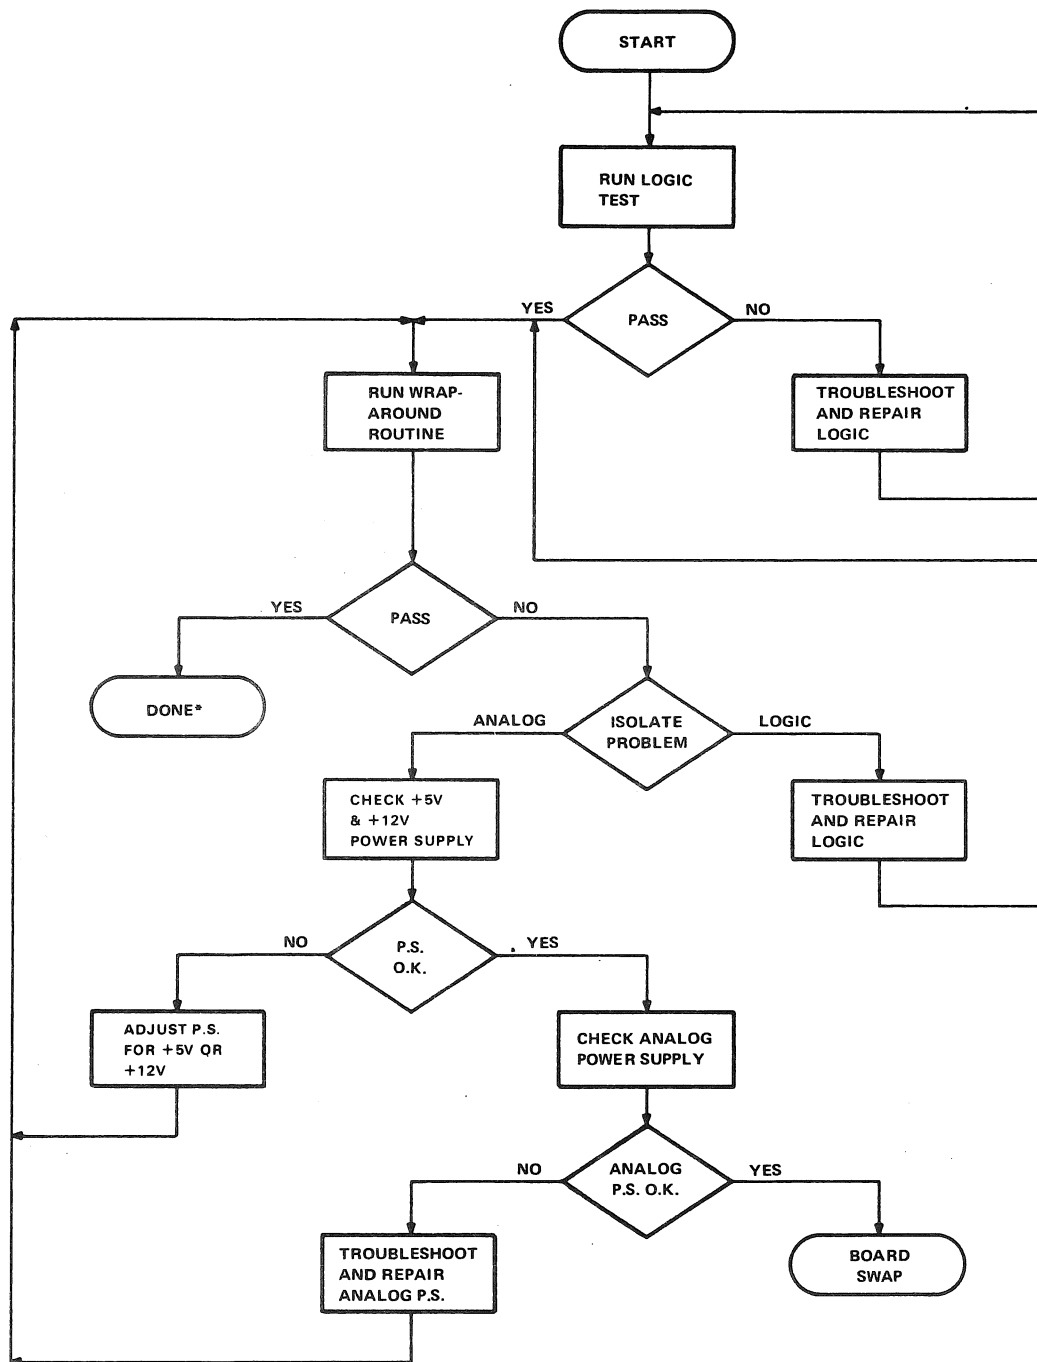 START
RUN LOGIC
TEST
YES
PASS
NO
RUN WRAP-
AROUND
ROUTINE
TROUBLESHOOT
AND REPAIR
LOGIC
YES
PASS
NO
DONE*
ANALOG
ISOLATE
PROBLEM
LOGIC
CHECK +5V
& +12V
POWER SUPPLY
TROUBLESHOOT
AND REPAIR
LOGIC
NO
P.S.
O.K.
YES
ADJUST P.S.
FOR +5V OR
+12V
CHECK ANALOG
POWER SUPPLY
NO
ANALOG
P.S. O.K.
YES
TROUBLESHOOT
AND REPAIR
ANALOG P.S.
BOARD
SWAP